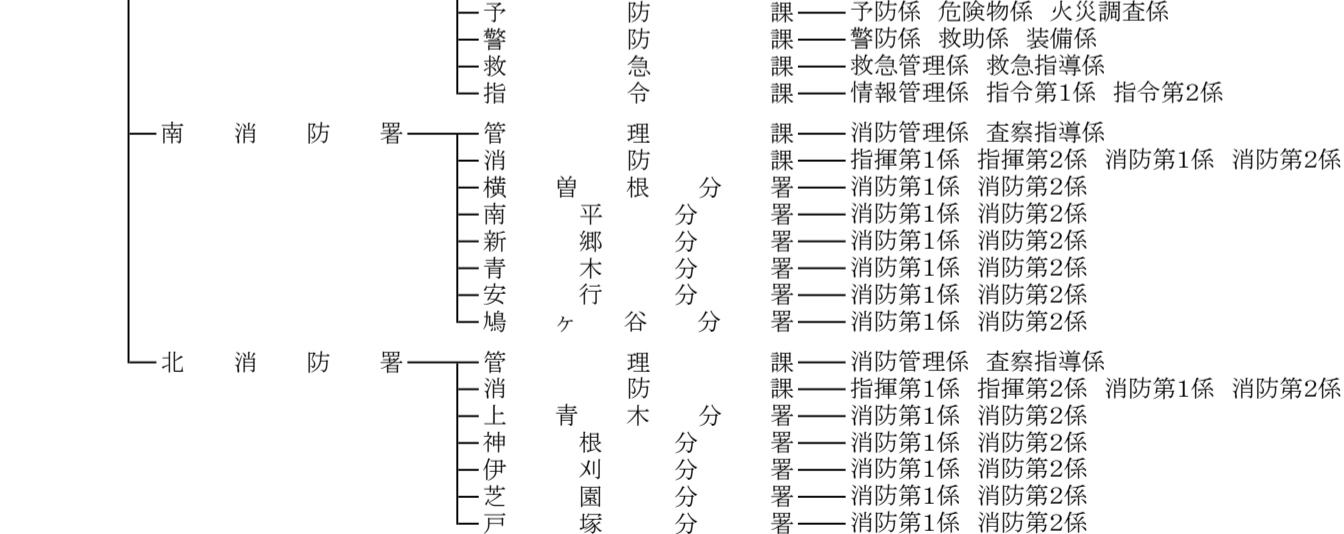 予防課 予防係 危険物係 火災調査係
警防課 警防係 救助係 装備係
救急課 救急管理係 救急指導係
指令課 情報管理係 指令第1係 指令第2係
南消防署 管理課 消防管理係 査察指導係
消防課 指揮第1係 指揮第2係 消防第1係 消防第2係
横曽根分署 消防第1係 消防第2係
南平分署 消防第1係 消防第2係
新郷分署 消防第1係 消防第2係
青木分署 消防第1係 消防第2係
安行分署 消防第1係 消防第2係
鳩ヶ谷分署 消防第1係 消防第2係
北消防署 管理課 消防管理係 査察指導係
消防課 指揮第1係 指揮第2係 消防第1係 消防第2係
上青木分署 消防第1係 消防第2係
神根分署 消防第1係 消防第2係
伊刈分署 消防第1係 消防第2係
芝園分署 消防第1係 消防第2係
戸塚分署 消防第1係 消防第2係